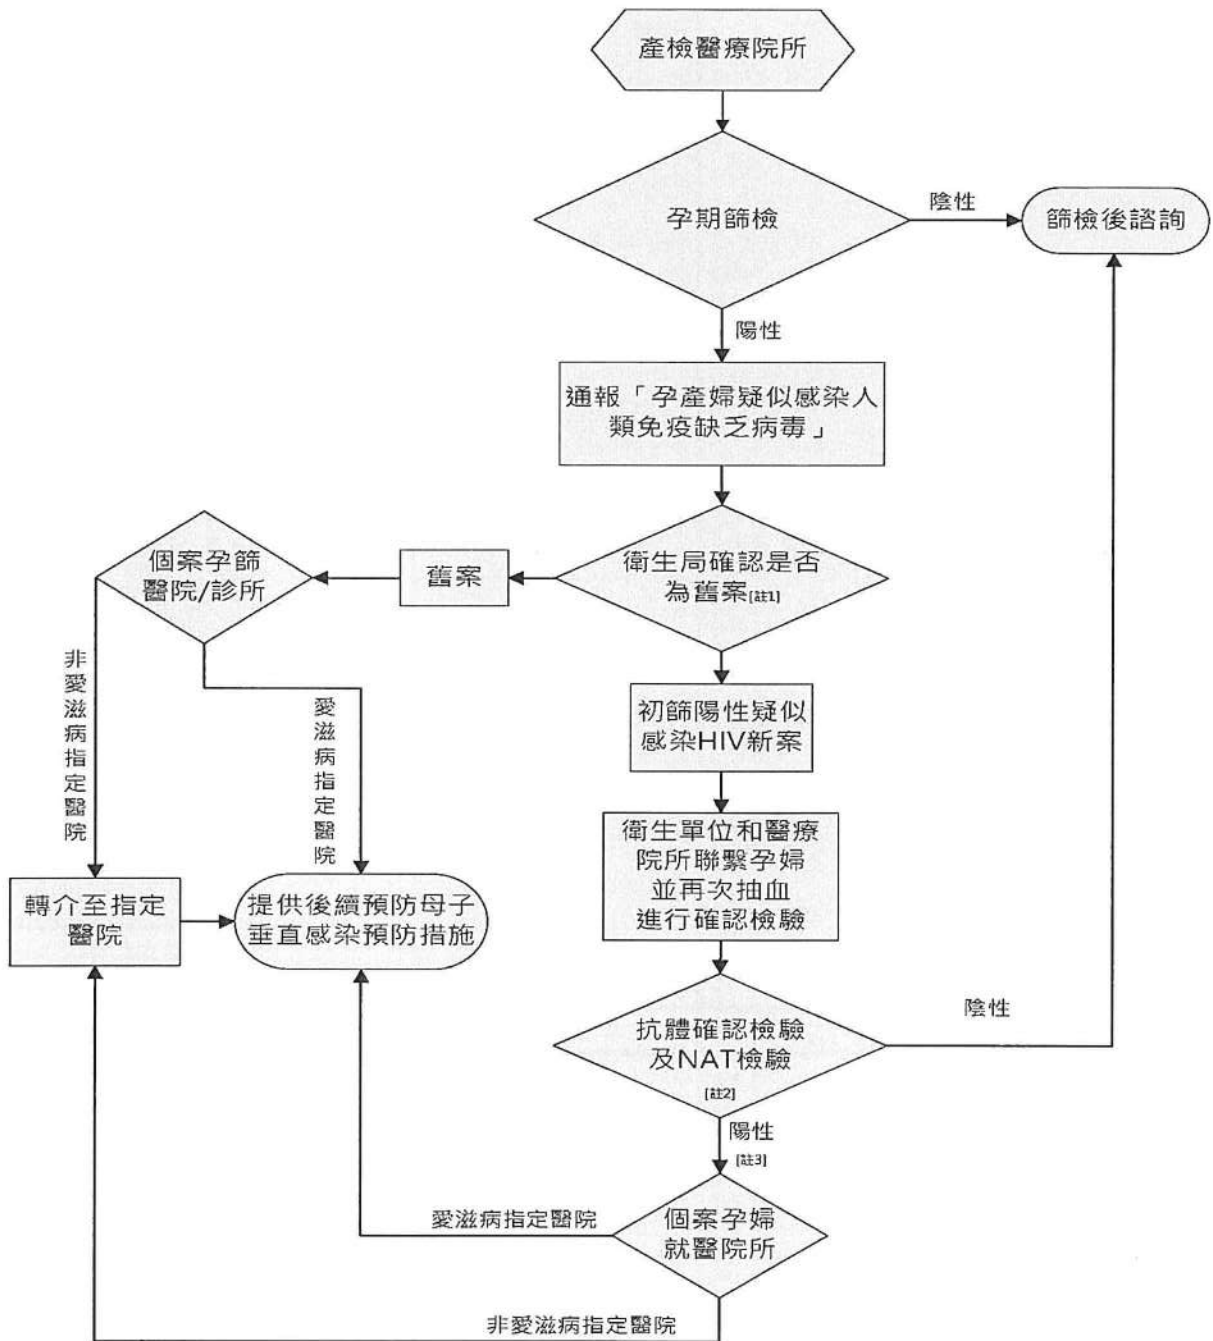 產檢醫療院所
孕期篩檢
陰性
篩檢後諮詢
陽性
通報「孕產婦疑似感染人
類免疫缺乏病毒」
衛生局確認是否
為舊案[註1]
舊案
個案孕篩
醫院/診所
非愛滋病指定醫院
愛滋病指定醫院
初篩陽性疑似
感染HIV新案
衛生單位和醫療
院所聯繫孕婦
並再次抽血
進行確認檢驗
轉介至指定
醫院
提供後續預防母子
垂直感染預防措施
抗體確認檢驗
及NAT檢驗
[註2]
陰性
陽性
[註3]
個案孕婦
就醫院所
愛滋病指定醫院
非愛滋病指定醫院